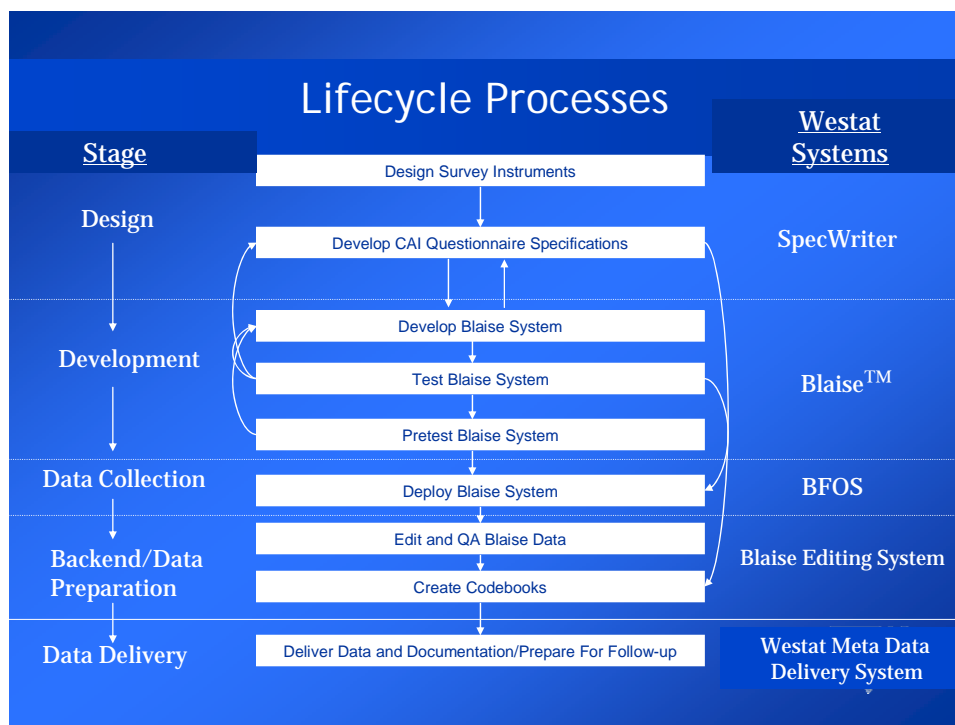 Lifecycle Processes
Stage
Westat
Systems
Design Survey Instruments
Design
Develop CAI Questionnaire Specifications
SpecWriter
Develop Blaise System
Development
Test Blaise System
Blaise™
Pretest Blaise System
Data Collection
Deploy Blaise System
BFOS
Edit and QA Blaise Data
Backend/Data
Preparation
Blaise Editing System
Create Codebooks
Data Delivery
Deliver Data and Documentation/Prepare For Follow-up
Westat Meta Data
Delivery System